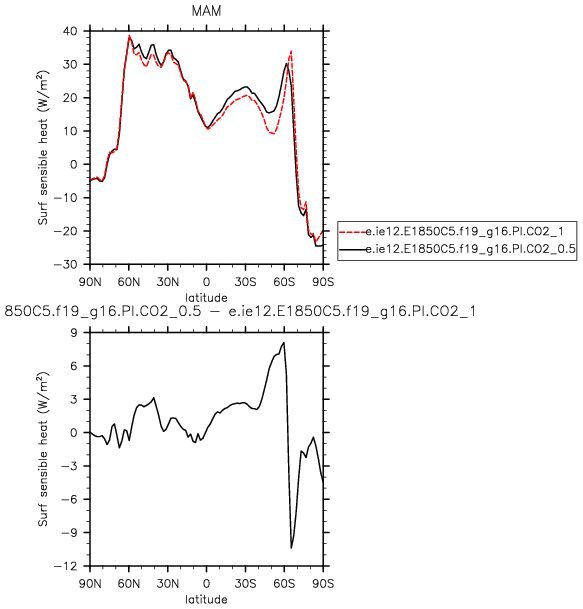 MAM
40
30
20
10
0
−10
−20
−30
Surf sensible heat (W/m²)
90N 60N 30N 0 30S 60S 90S
latitude
e.ie12.E1850C5.f19_g16.PI.CO2_1
e.ie12.E1850C5.f19_g16.PI.CO2_0.5
850C5.f19_g16.PI.CO2_0.5 − e.ie12.E1850C5.f19_g16.PI.CO2_1
9
6
3
0
−3
−6
−9
−12
Surf sensible heat (W/m²)
90N 60N 30N 0 30S 60S 90S
latitude